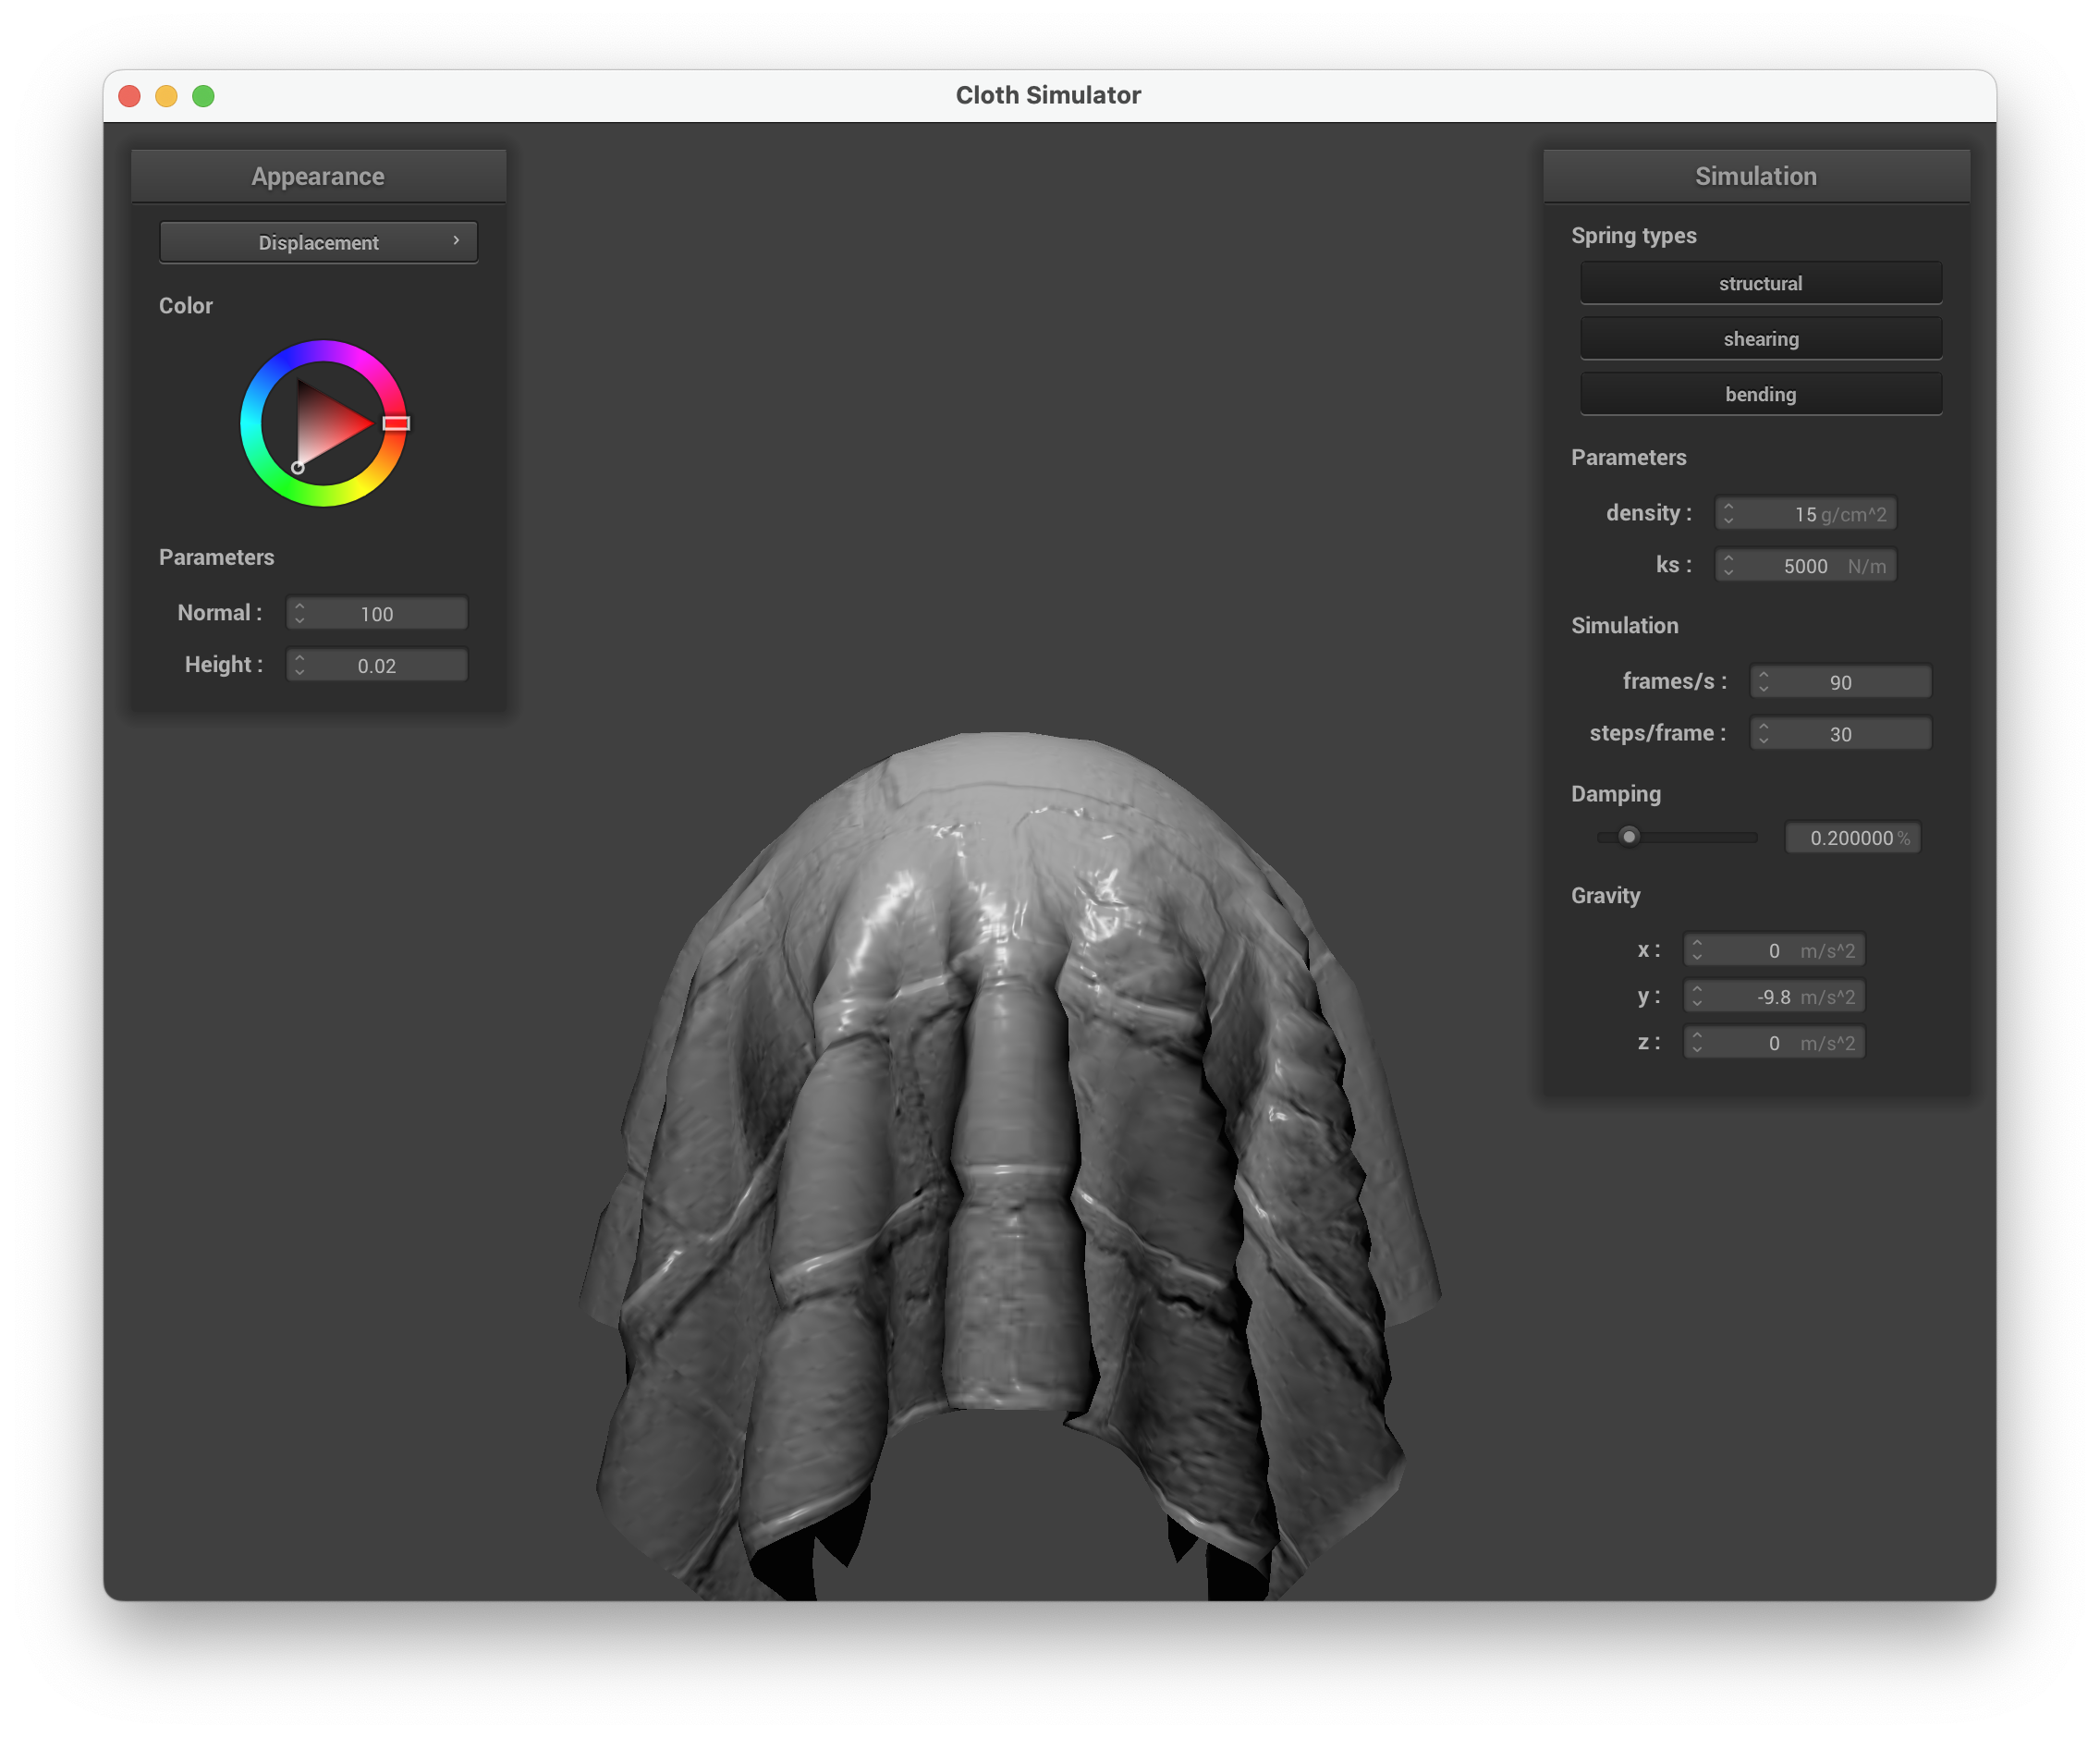 Cloth Simulator
Appearance
Displacement
Color
Parameters
Normal : 100
Height : 0.02
Simulation
Spring types
structural
shearing
bending
Parameters
density : 15 g/cm^2
ks : 5000 N/m
Simulation
frames/s : 90
steps/frame : 30
Damping
0.200000 %
Gravity
x : 0 m/s^2
y : -9.8 m/s^2
z : 0 m/s^2